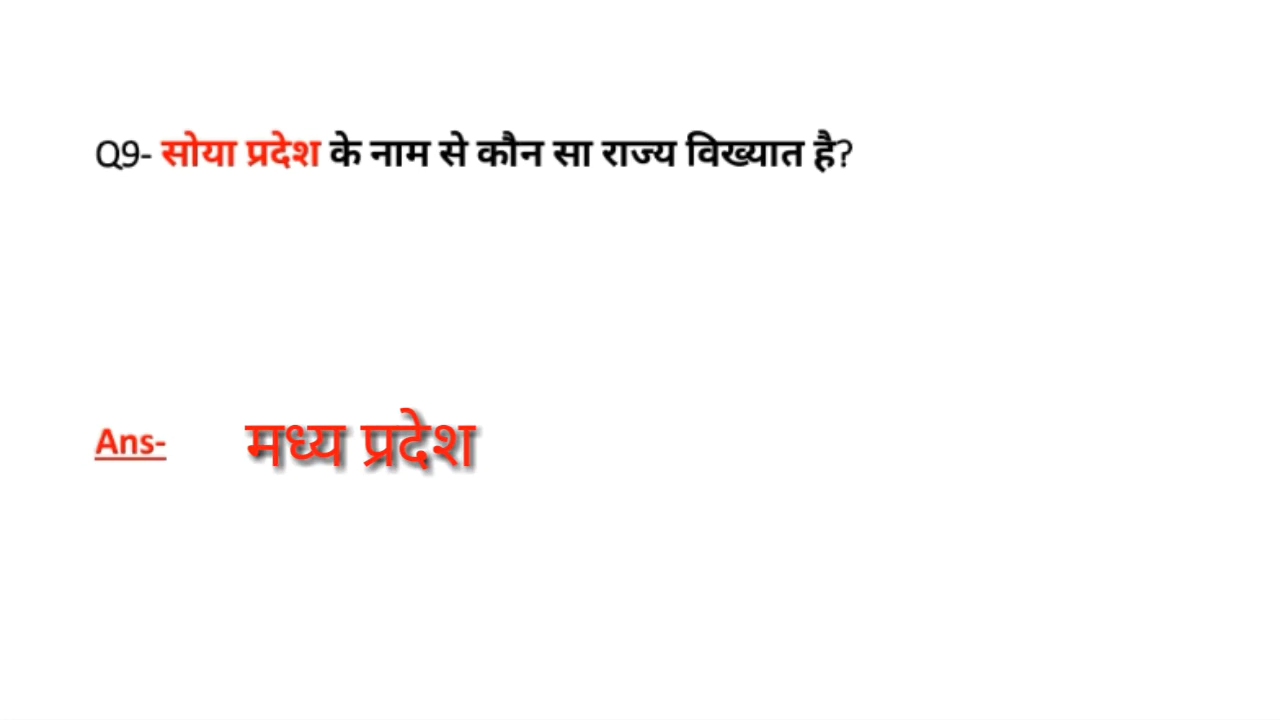 Q9- सोया प्रदेश के नाम से कौन सा राज्य विख्यात है?
Ans- मध्य प्रदेश